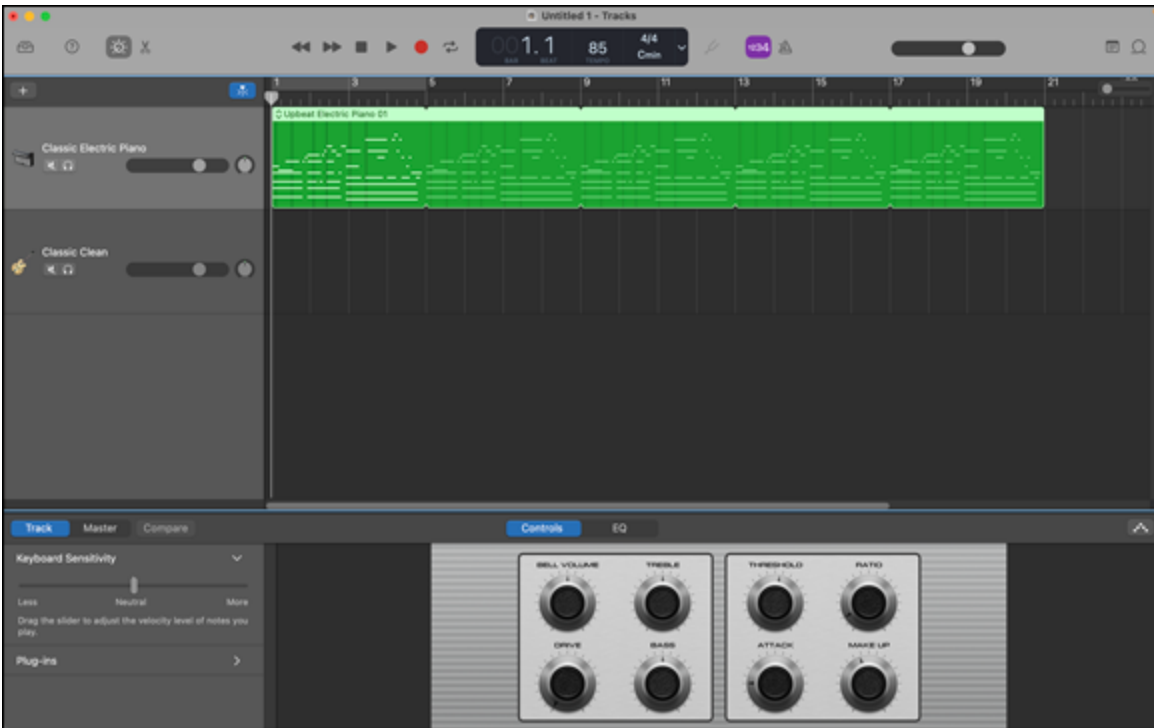 Untitled 1 - Tracks
001.1 85 4/4
BAR BEAT TEMPO Cmin
1234
1 3 5 7 9 11 13 15 17 19 21
Upbeat Electric Piano 01
Classic Electric Piano
Classic Clean
Track Master Compare Controls EQ
Keyboard Sensitivity
Less Neutral More
Drag the slider to adjust the velocity level of notes you
play.
Plug-ins
BELL VOLUME TREBLE THRESHOLD RATIO
DRIVE BASS ATTACK MAKE UP